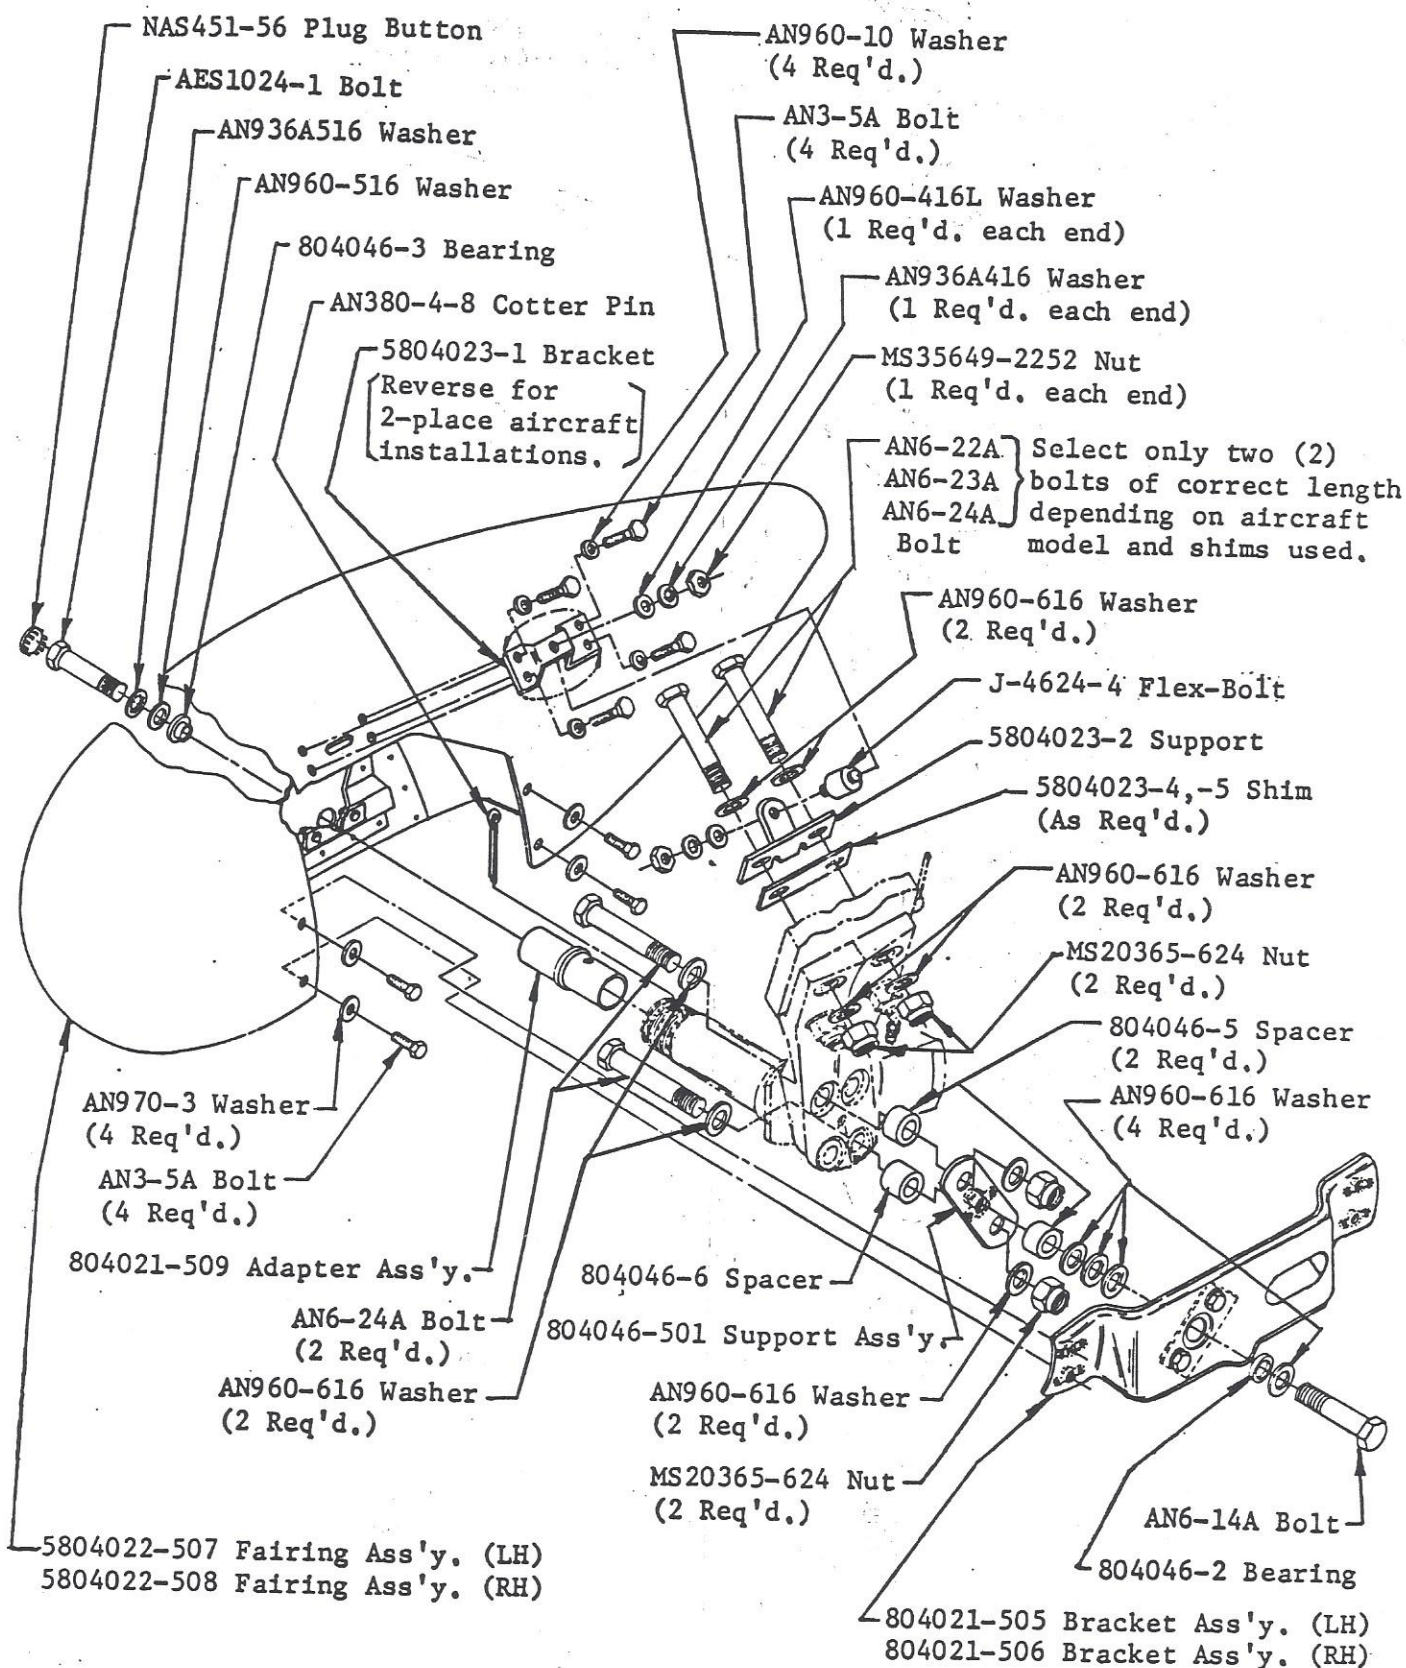 NAS451-56 Plug Button
AES1024-1 Bolt
AN936A516 Washer
AN960-516 Washer
804046-3 Bearing
AN380-4-8 Cotter Pin
5804023-1 Bracket
Reverse for
2-place aircraft
installations.
AN960-10 Washer
(4 Req'd.)
AN3-5A Bolt
(4 Req'd.)
AN960-416L Washer
(1 Req'd. each end)
AN936A416 Washer
(1 Req'd. each end)
MS35649-2252 Nut
(1 Req'd. each end)
AN6-22A Select only two (2)
AN6-23A bolts of correct length
AN6-24A depending on aircraft
Bolt model and shims used.
AN960-616 Washer
(2 Req'd.)
J-4624-4 Flex-Bolt
5804023-2 Support
5804023-4,-5 Shim
(As Req'd.)
AN960-616 Washer
(2 Req'd.)
MS20365-624 Nut
(2 Req'd.)
804046-5 Spacer
(2 Req'd.)
AN960-616 Washer
(4 Req'd.)
AN970-3 Washer
(4 Req'd.)
AN3-5A Bolt
(4 Req'd.)
804021-509 Adapter Ass'y.
AN6-24A Bolt
(2 Req'd.)
AN960-616 Washer
(2 Req'd.)
804046-6 Spacer
804046-501 Support Ass'y.
AN960-616 Washer
(2 Req'd.)
MS20365-624 Nut
(2 Req'd.)
AN6-14A Bolt
804046-2 Bearing
5804022-507 Fairing Ass'y. (LH)
5804022-508 Fairing Ass'y. (RH)
804021-505 Bracket Ass'y. (LH)
804021-506 Bracket Ass'y. (RH)